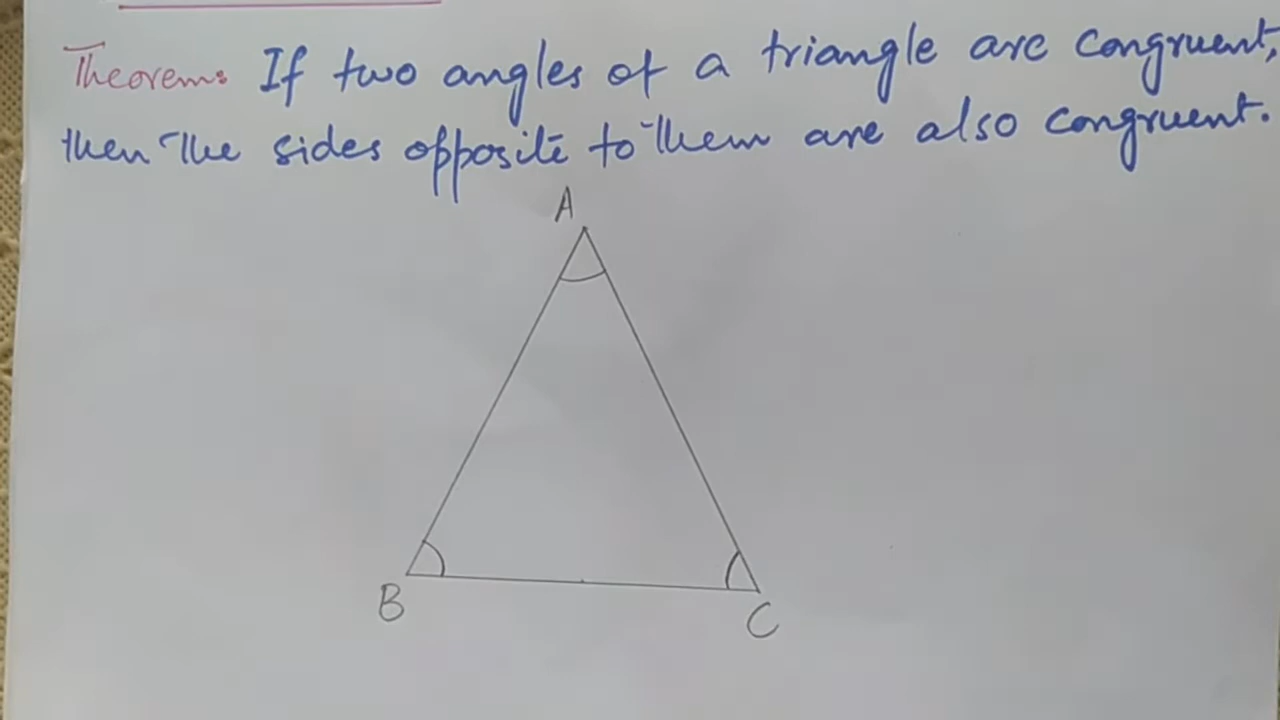 Theorem: If two angles of a triangle are congruent,
then the sides opposite to them are also congruent.
A
B
C